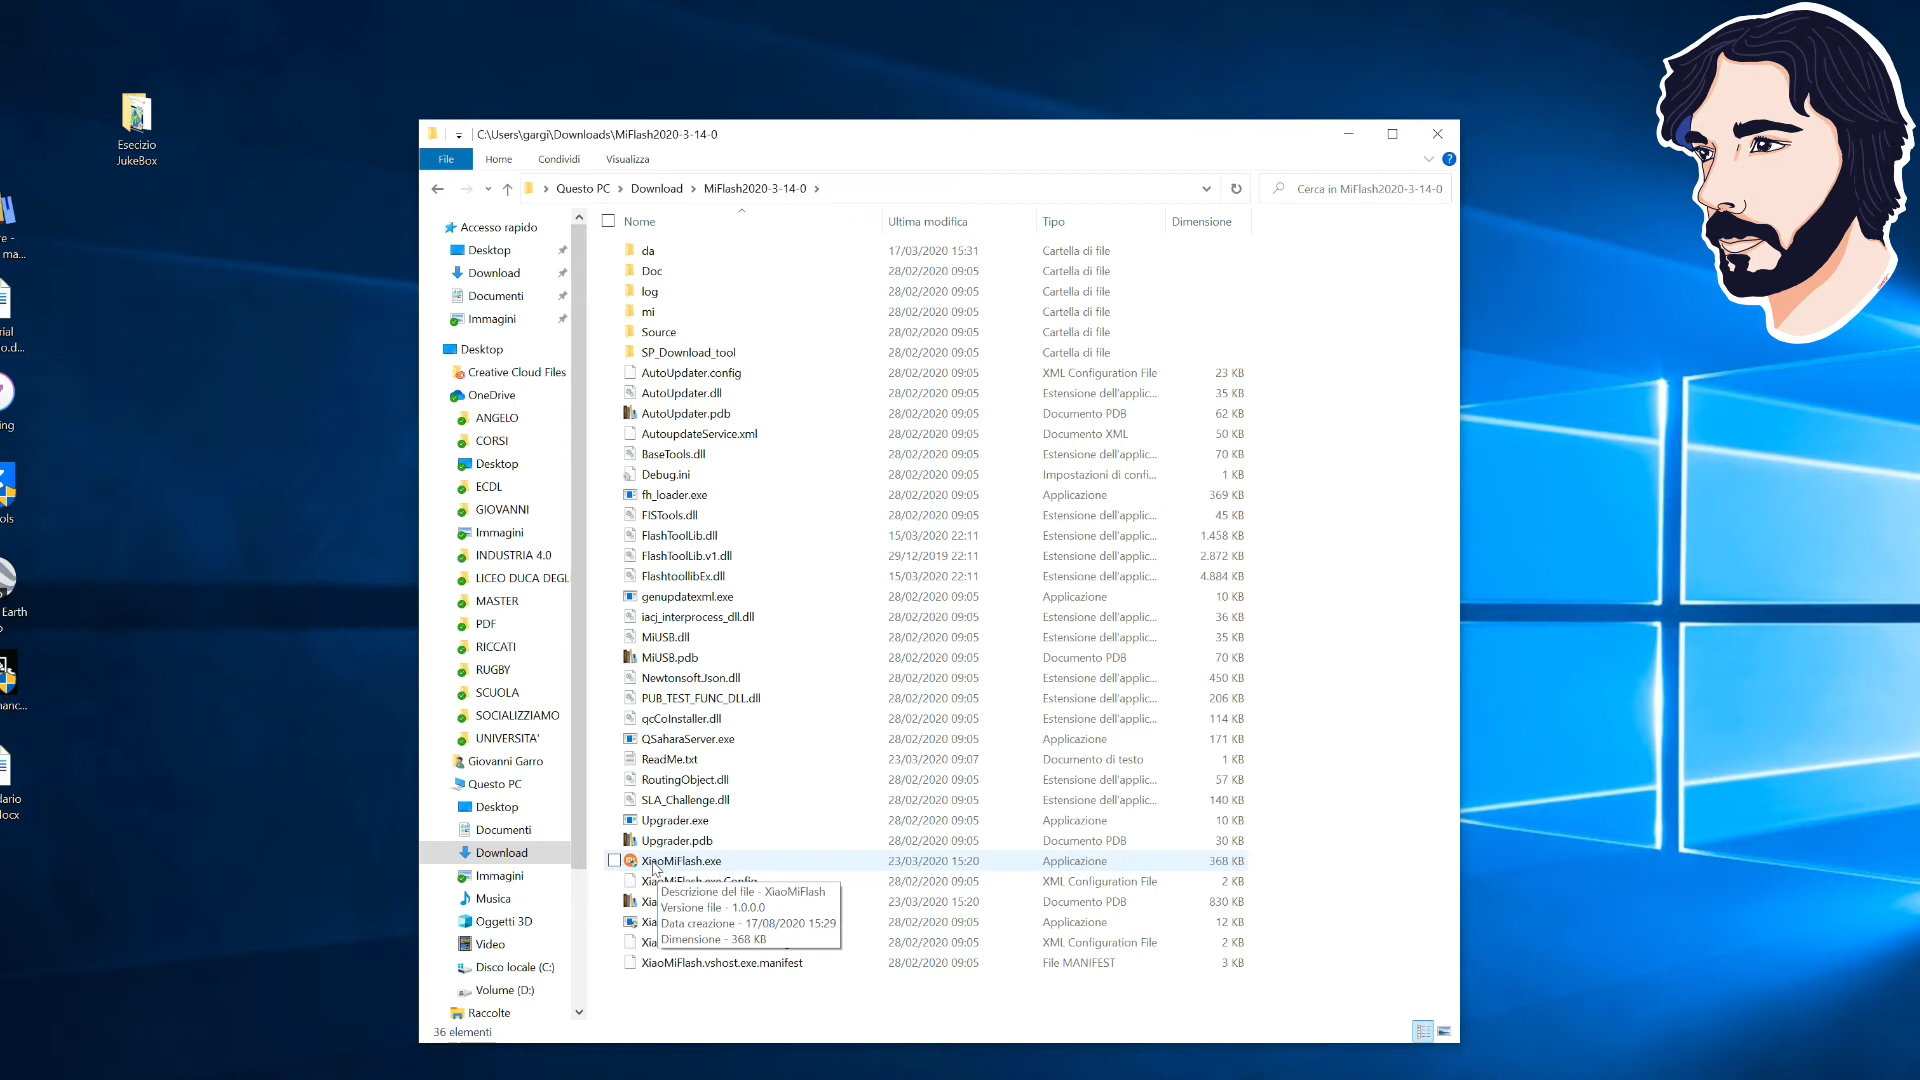 Esecizio
JukeBox
re -
ma...
rial
o.d...
ing
ols
Earth
o
manc...
dario
locx
C:\Users\gargi\Downloads\MiFlash2020-3-14-0
File Home Condividi Visualizza
Questo PC Download MiFlash2020-3-14-0
Cerca in MiFlash2020-3-14-0
Accesso rapido
Desktop
Download
Documenti
Immagini
Desktop
Creative Cloud Files
OneDrive
ANGELO
CORSI
Desktop
ECDL
GIOVANNI
Immagini
INDUSTRIA 4.0
LICEO DUCA DEGL
MASTER
PDF
RICCATI
RUGBY
SCUOLA
SOCIALIZZIAMO
UNIVERSITA'
Giovanni Garro
Questo PC
Desktop
Documenti
Download
Immagini
Musica
Oggetti 3D
Video
Disco locale (C:)
Volume (D:)
Raccolte
Nome Ultima modifica Tipo Dimensione
da 17/03/2020 15:31 Cartella di file
Doc 28/02/2020 09:05 Cartella di file
log 28/02/2020 09:05 Cartella di file
mi 28/02/2020 09:05 Cartella di file
Source 28/02/2020 09:05 Cartella di file
SP_Download_tool 28/02/2020 09:05 Cartella di file
AutoUpdater.config 28/02/2020 09:05 XML Configuration File 23 KB
AutoUpdater.dll 28/02/2020 09:05 Estensione dell'applic... 35 KB
AutoUpdater.pdb 28/02/2020 09:05 Documento PDB 62 KB
AutoupdateService.xml 28/02/2020 09:05 Documento XML 50 KB
BaseTools.dll 28/02/2020 09:05 Estensione dell'applic... 70 KB
Debug.ini 28/02/2020 09:05 Impostazioni di confi... 1 KB
fh_loader.exe 28/02/2020 09:05 Applicazione 369 KB
FISTools.dll 28/02/2020 09:05 Estensione dell'applic... 45 KB
FlashToolLib.dll 15/03/2020 22:11 Estensione dell'applic... 1.458 KB
FlashToolLib.v1.dll 29/12/2019 22:11 Estensione dell'applic... 2.872 KB
FlashtoollibEx.dll 15/03/2020 22:11 Estensione dell'applic... 4.884 KB
genupdatexml.exe 28/02/2020 09:05 Applicazione 10 KB
iacj_interprocess_dll.dll 28/02/2020 09:05 Estensione dell'applic... 36 KB
MiUSB.dll 28/02/2020 09:05 Estensione dell'applic... 35 KB
MiUSB.pdb 28/02/2020 09:05 Documento PDB 70 KB
Newtonsoft.Json.dll 28/02/2020 09:05 Estensione dell'applic... 450 KB
PUB_TEST_FUNC_DLL.dll 28/02/2020 09:05 Estensione dell'applic... 206 KB
qcCoInstaller.dll 28/02/2020 09:05 Estensione dell'applic... 114 KB
QSaharaServer.exe 28/02/2020 09:05 Applicazione 171 KB
ReadMe.txt 23/03/2020 09:07 Documento di testo 1 KB
RoutingObject.dll 28/02/2020 09:05 Estensione dell'applic... 57 KB
SLA_Challenge.dll 28/02/2020 09:05 Estensione dell'applic... 140 KB
Upgrader.exe 28/02/2020 09:05 Applicazione 10 KB
Upgrader.pdb 28/02/2020 09:05 Documento PDB 30 KB
XiaoMiFlash.exe 23/03/2020 15:20 Applicazione 368 KB
XiaoMiFlash.exe.Config 28/02/2020 09:05 XML Configuration File 2 KB
Xia 23/03/2020 15:20 Documento PDB 830 KB
Xia 28/02/2020 09:05 Applicazione 12 KB
Xia 28/02/2020 09:05 XML Configuration File 2 KB
XiaoMiFlash.vshost.exe.manifest 28/02/2020 09:05 File MANIFEST 3 KB
Descrizione del file - XiaoMiFlash
Versione file - 1.0.0.0
Data creazione - 17/08/2020 15:29
Dimensione - 368 KB
36 elementi